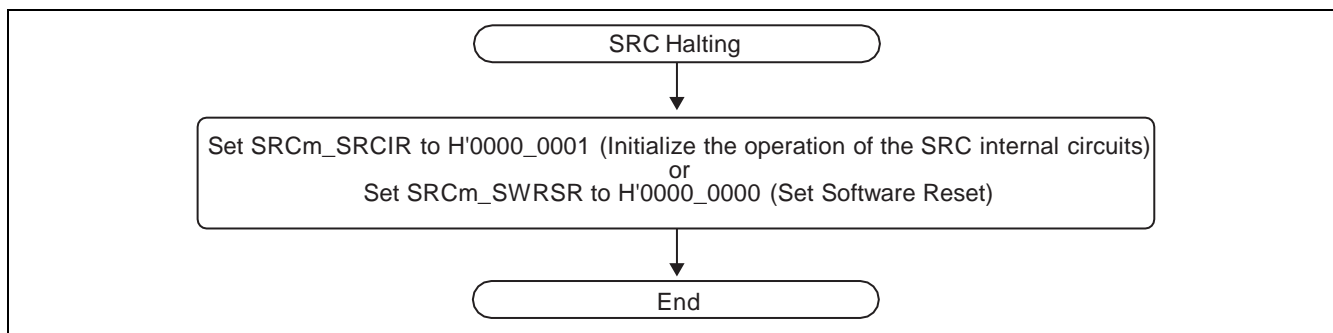 SRC Halting
Set SRCm_SRCIR to H'0000_0001 (Initialize the operation of the SRC internal circuits)
or
Set SRCm_SWRSR to H'0000_0000 (Set Software Reset)
End